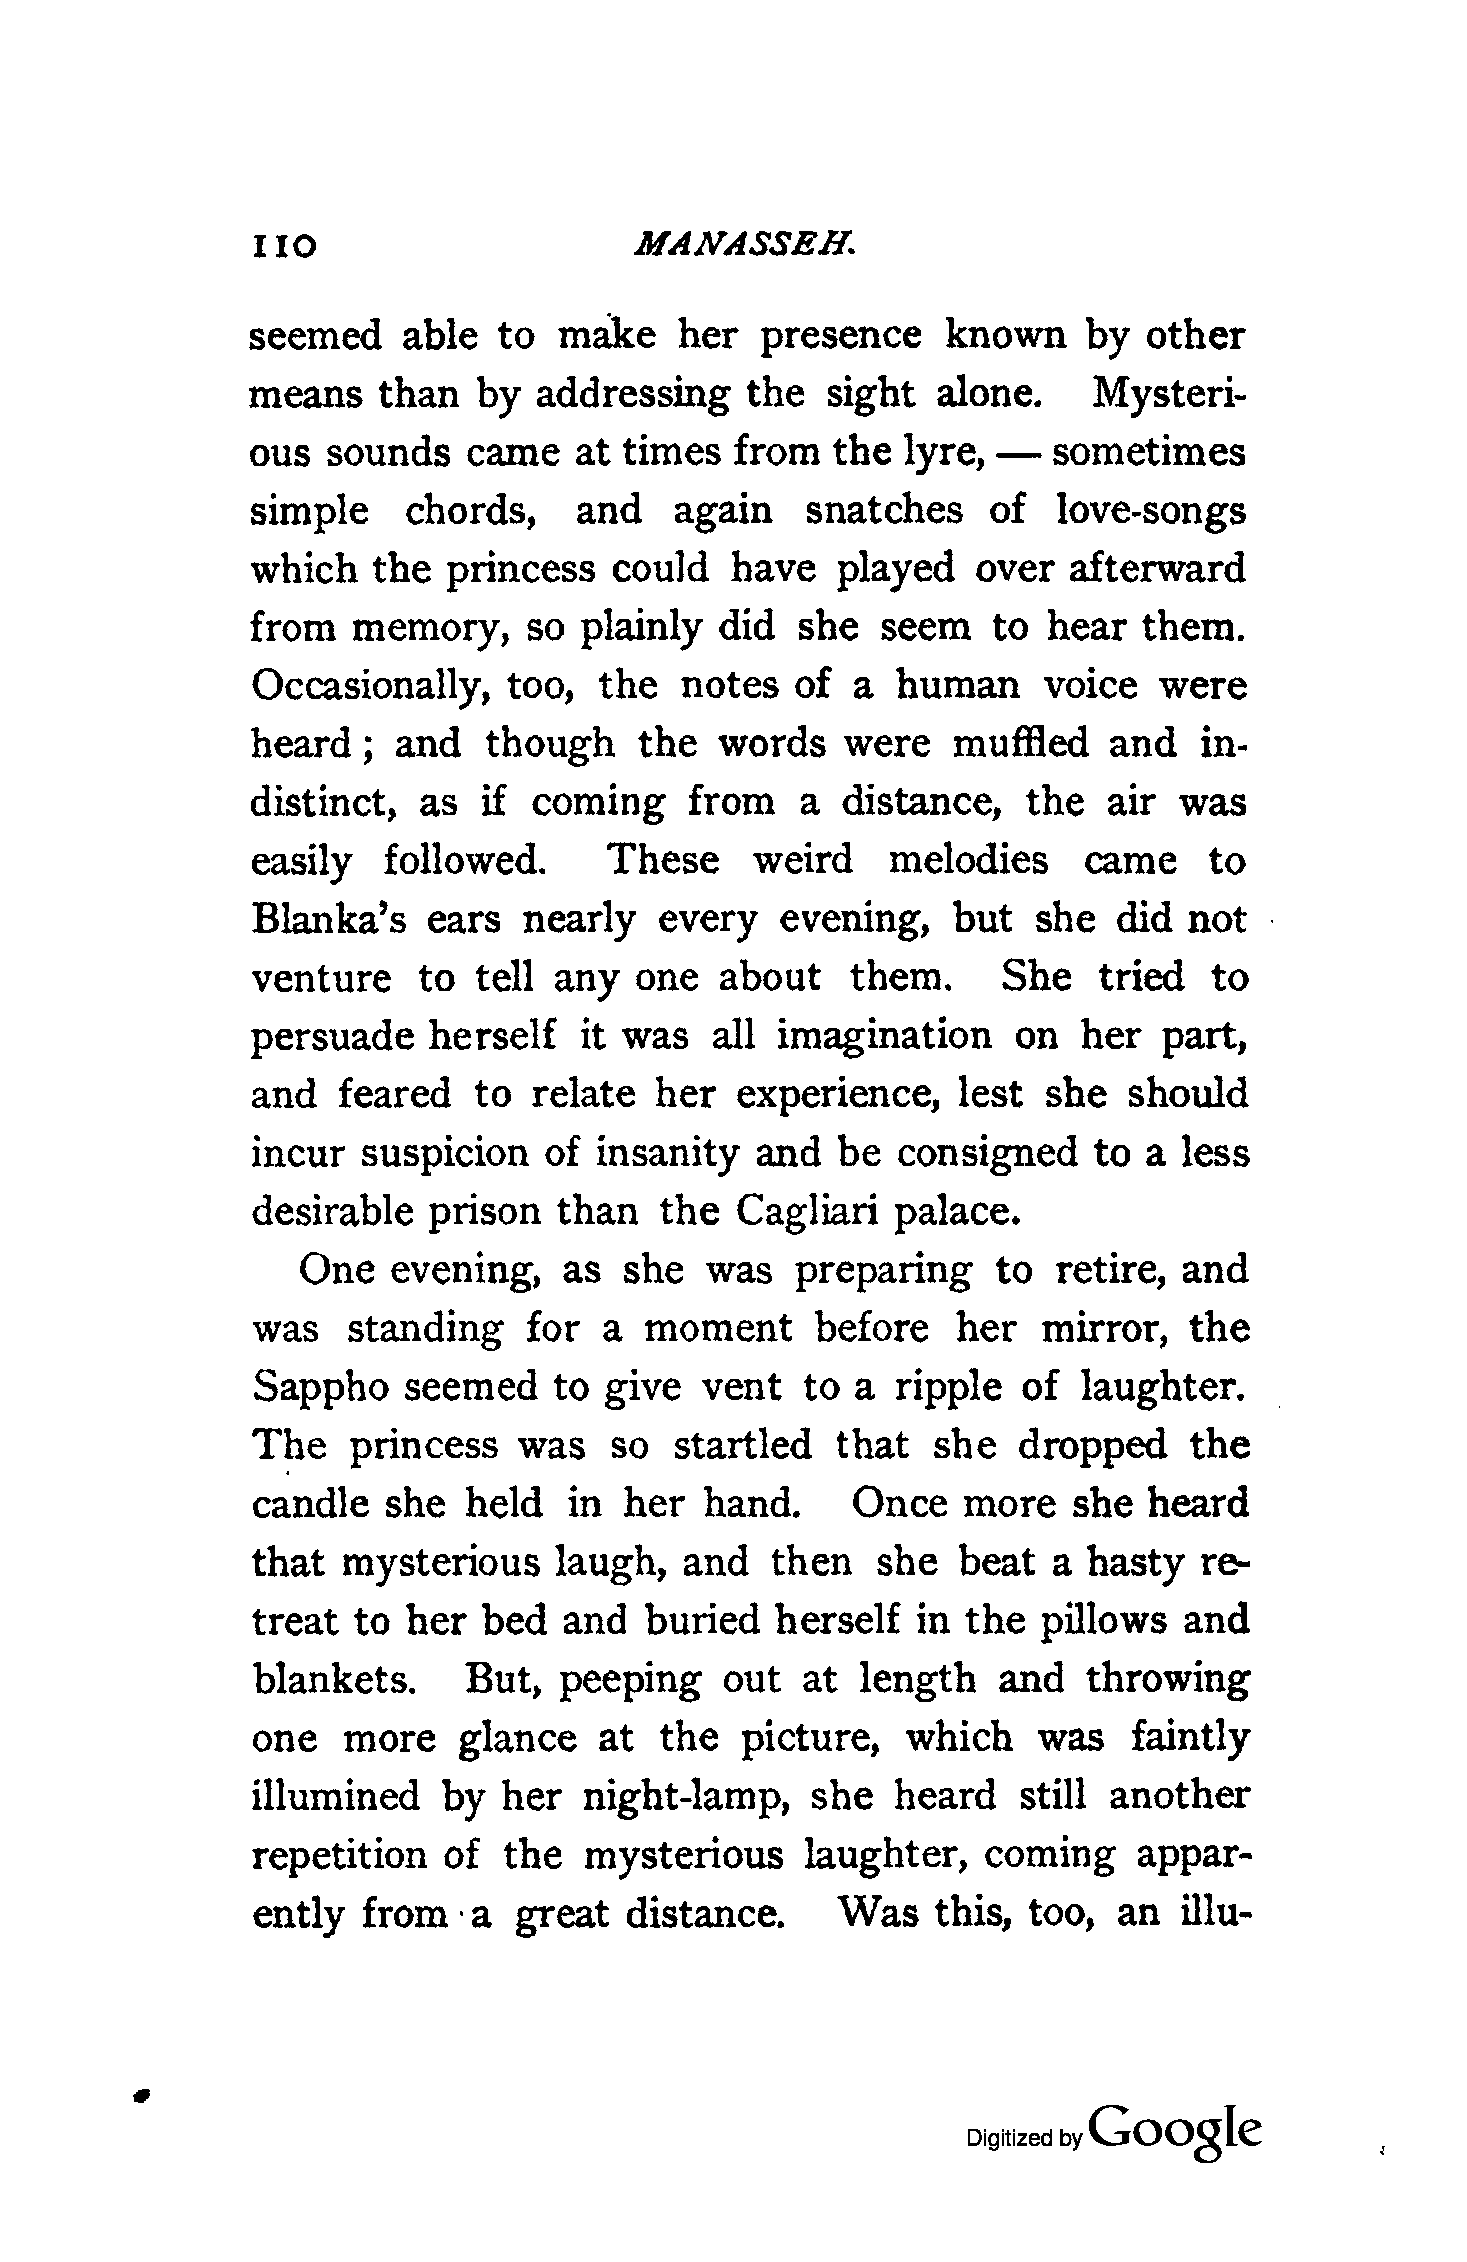 110 MANASSEH.
seemed able to make her presence known by other
means than by addressing the sight alone. Mysteri-
ous sounds came at times from the lyre, — sometimes
simple chords, and again snatches of love-songs
which the princess could have played over afterward
from memory, so plainly did she seem to hear them.
Occasionally, too, the notes of a human voice were
heard ; and though the words were muffled and in-
distinct, as if coming from a distance, the air was
easily followed. These weird melodies came to
Blanka's ears nearly every evening, but she did not
venture to tell any one about them. She tried to
persuade herself it was all imagination on her part,
and feared to relate her experience, lest she should
incur suspicion of insanity and be consigned to a less
desirable prison than the Cagliari palace.
One evening, as she was preparing to retire, and
was standing for a moment before her mirror, the
Sappho seemed to give vent to a ripple of laughter.
The princess was so startled that she dropped the
candle she held in her hand. Once more she heard
that mysterious laugh, and then she beat a hasty re-
treat to her bed and buried herself in the pillows and
blankets. But, peeping out at length and throwing
one more glance at the picture, which was faintly
illumined by her night-lamp, she heard still another
repetition of the mysterious laughter, coming appar-
ently from a great distance. Was this, too, an illu-
Digitized by Google